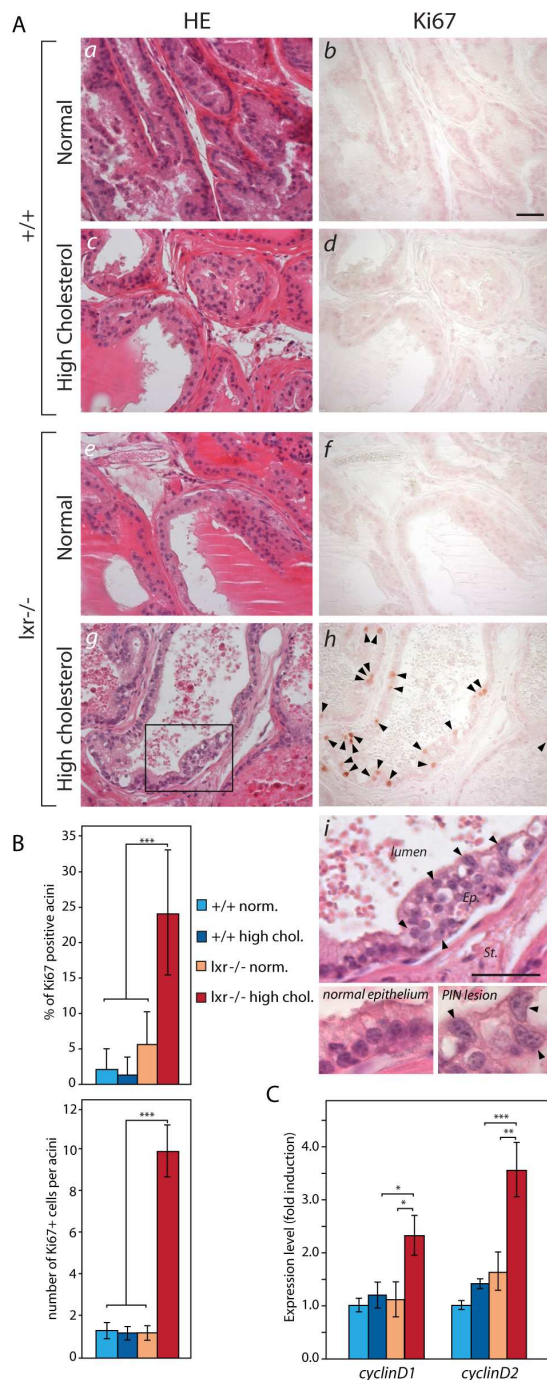 A
HE
Ki67
+/+
Normal
a
b
High Cholesterol
c
d
lxr-/-
Normal
e
f
High cholesterol
g
h
B
% of Ki67 positive acini
35
30
25
20
15
10
5
0
***
+/+ norm.
+/+ high chol.
lxr-/- norm.
lxr-/- high chol.
number of Ki67+ cells per acini
12
10
8
6
4
2
0
***
i
lumen
Ep.
St.
normal epithelium
PIN lesion
C
Expression level (fold induction)
4.0
3.0
2.0
1.0
0
*
*
***
**
cyclinD1
cyclinD2